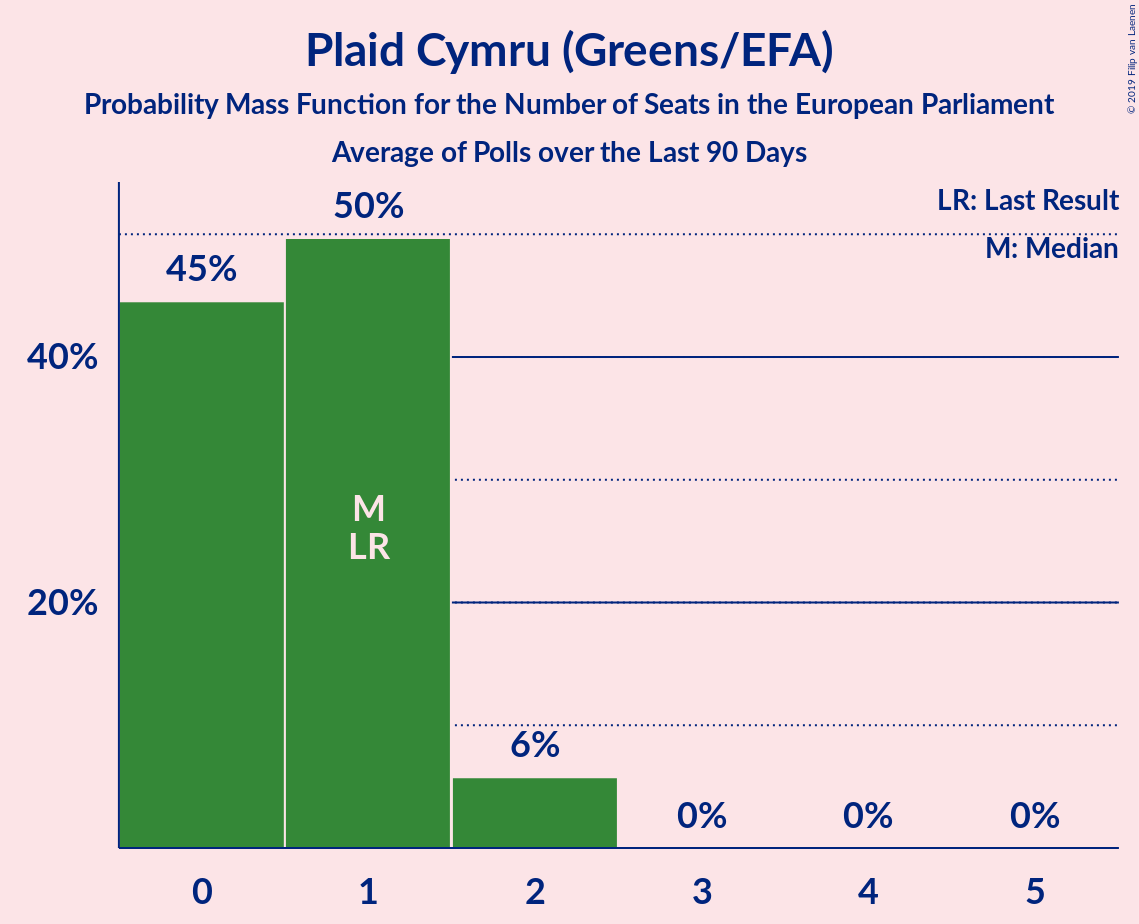 Plaid Cymru (Greens/EFA)
Probability Mass Function for the Number of Seats in the European Parliament
Average of Polls over the Last 90 Days
© 2019 Filip van Laenen
LR: Last Result
M: Median
50%
45%
40%
M
LR
20%
6%
0% 0% 0%
0 1 2 3 4 5